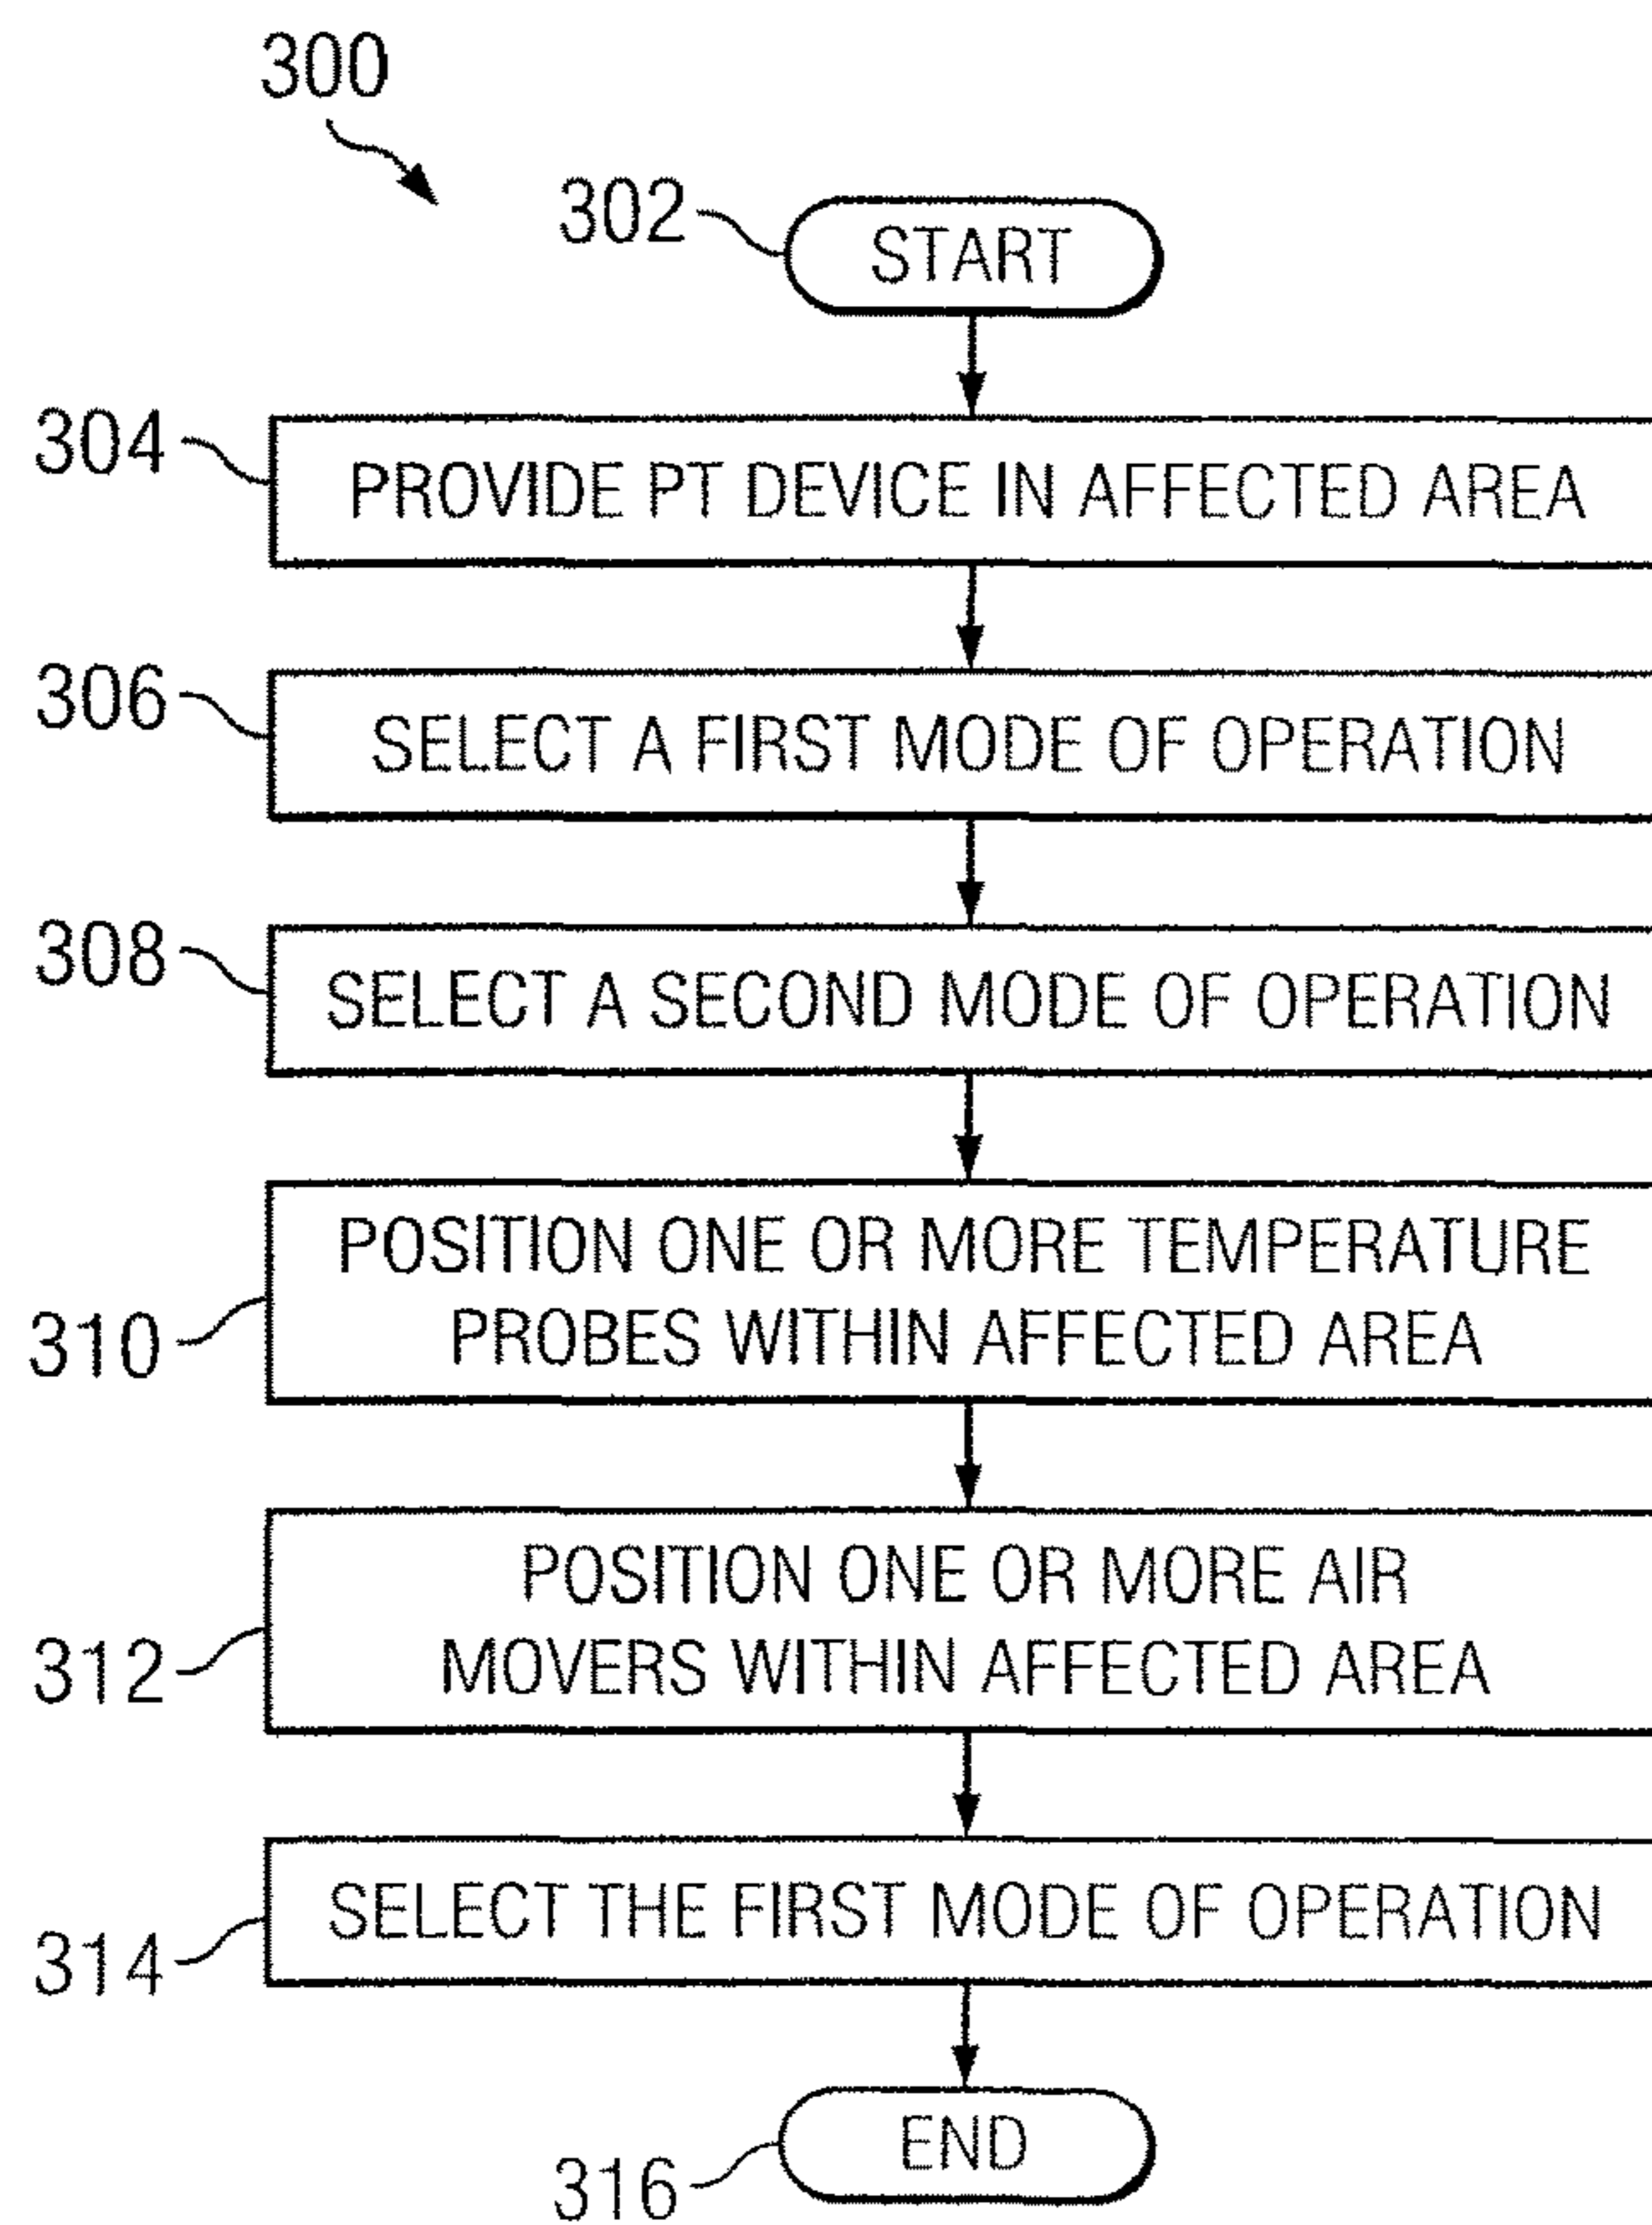 300
302 START
304 PROVIDE PT DEVICE IN AFFECTED AREA
306 SELECT A FIRST MODE OF OPERATION
308 SELECT A SECOND MODE OF OPERATION
POSITION ONE OR MORE TEMPERATURE
310 PROBES WITHIN AFFECTED AREA
POSITION ONE OR MORE AIR
312 MOVERS WITHIN AFFECTED AREA
314 SELECT THE FIRST MODE OF OPERATION
316 END